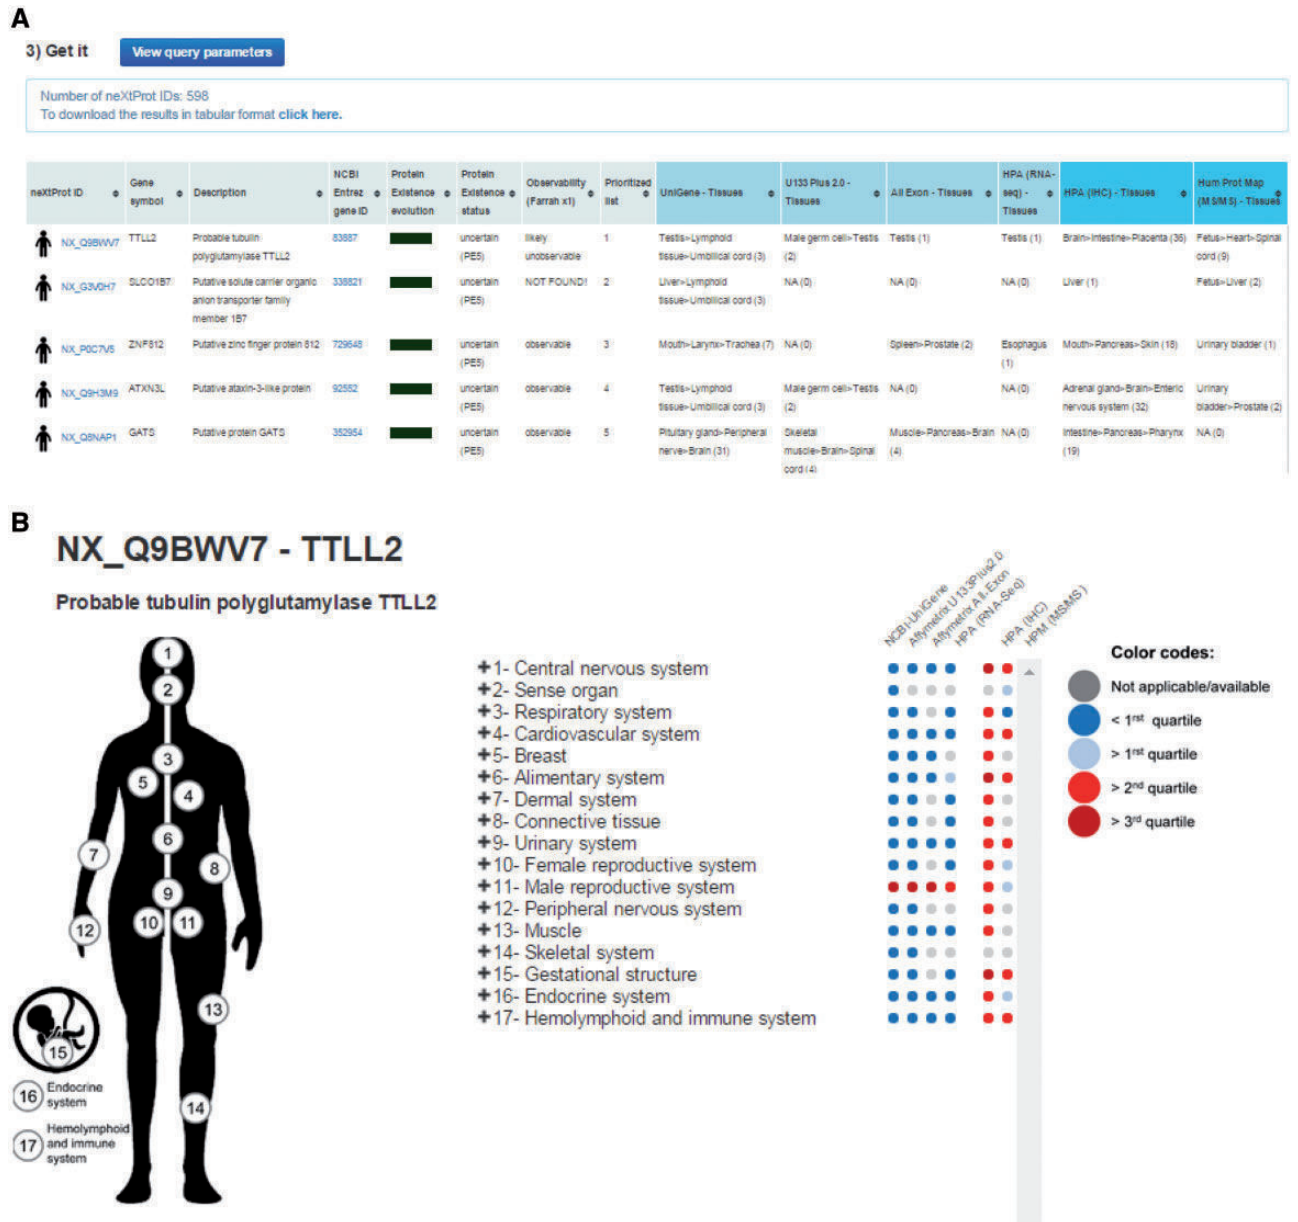 A
3) Get it
View query parameters
Number of neXtProt IDs: 598
To download the results in tabular format click here.
neXtProt ID
Gene symbol
Description
NCBI Entrez gene ID
Protein Existence evolution
Protein Existence status
Observability (Farrah x1)
Prioritized list
UniGene - Tissues
U133 Plus 2.0 - Tissues
All Exon - Tissues
HPA (RNA-seq) - Tissues
HPA (IHC) - Tissues
Hum Prot Map (MS/MS) - Tissues
NX_Q9BWV7 TTLL2 Probable tubulin polyglutamylase TTLL2 83887 uncertain (PE5) likely unobservable 1 Testis>Lymphoid tissue>Umbilical cord (3) Male germ cell>Testis (2) Testis (1) Testis (1) Brain>Intestine>Placenta (36) Fetus>Heart>Spinal cord (9)
NX_G3V0H7 SLCO1B7 Putative solute carrier organic anion transporter family member 1B7 338821 uncertain (PE5) NOT FOUND! 2 Liver>Lymphoid tissue>Umbilical cord (3) NA (0) NA (0) NA (0) Liver (1) Fetus>Liver (2)
NX_P0C7V5 ZNF812 Putative zinc finger protein 812 729648 uncertain (PE5) observable 3 Mouth>Larynx>Trachea (7) NA (0) Spleen>Prostate (2) Esophagus (1) Mouth>Pancreas>Skin (18) Urinary bladder (1)
NX_Q9H3M9 ATXN3L Putative ataxin-3-like protein 92552 uncertain (PE5) observable 4 Testis>Lymphoid tissue>Umbilical cord (3) Male germ cell>Testis (2) NA (0) NA (0) Adrenal gland>Brain>Enteric nervous system (32) Urinary bladder>Prostate (2)
NX_Q8NAP1 GATS Putative protein GATS 352954 uncertain (PE5) observable 5 Pituitary gland>Peripheral nerve>Brain (31) Skeletal muscle>Brain>Spinal cord (4) Muscle>Pancreas>Brain (4) NA (0) Intestine>Pancreas>Pharynx (19) NA (0)
B
NX_Q9BWV7 - TTLL2
Probable tubulin polyglutamylase TTLL2
NCBI-UniGene
Affymetrix U133Plus2.0
Affymetrix All-Exon
HPA (RNA-Seq)
HPA (IHC)
HPM (MS/MS)
1
2
3
5
4
6
7
8
9
10
11
12
13
14
15
16 Endocrine system
17 Hemolymphoid and immune system
1- Central nervous system
2- Sense organ
3- Respiratory system
4- Cardiovascular system
5- Breast
6- Alimentary system
7- Dermal system
8- Connective tissue
9- Urinary system
10- Female reproductive system
11- Male reproductive system
12- Peripheral nervous system
13- Muscle
14- Skeletal system
15- Gestational structure
16- Endocrine system
17- Hemolymphoid and immune system
Color codes:
Not applicable/available
< 1rst quartile
> 1rst quartile
> 2nd quartile
> 3rd quartile